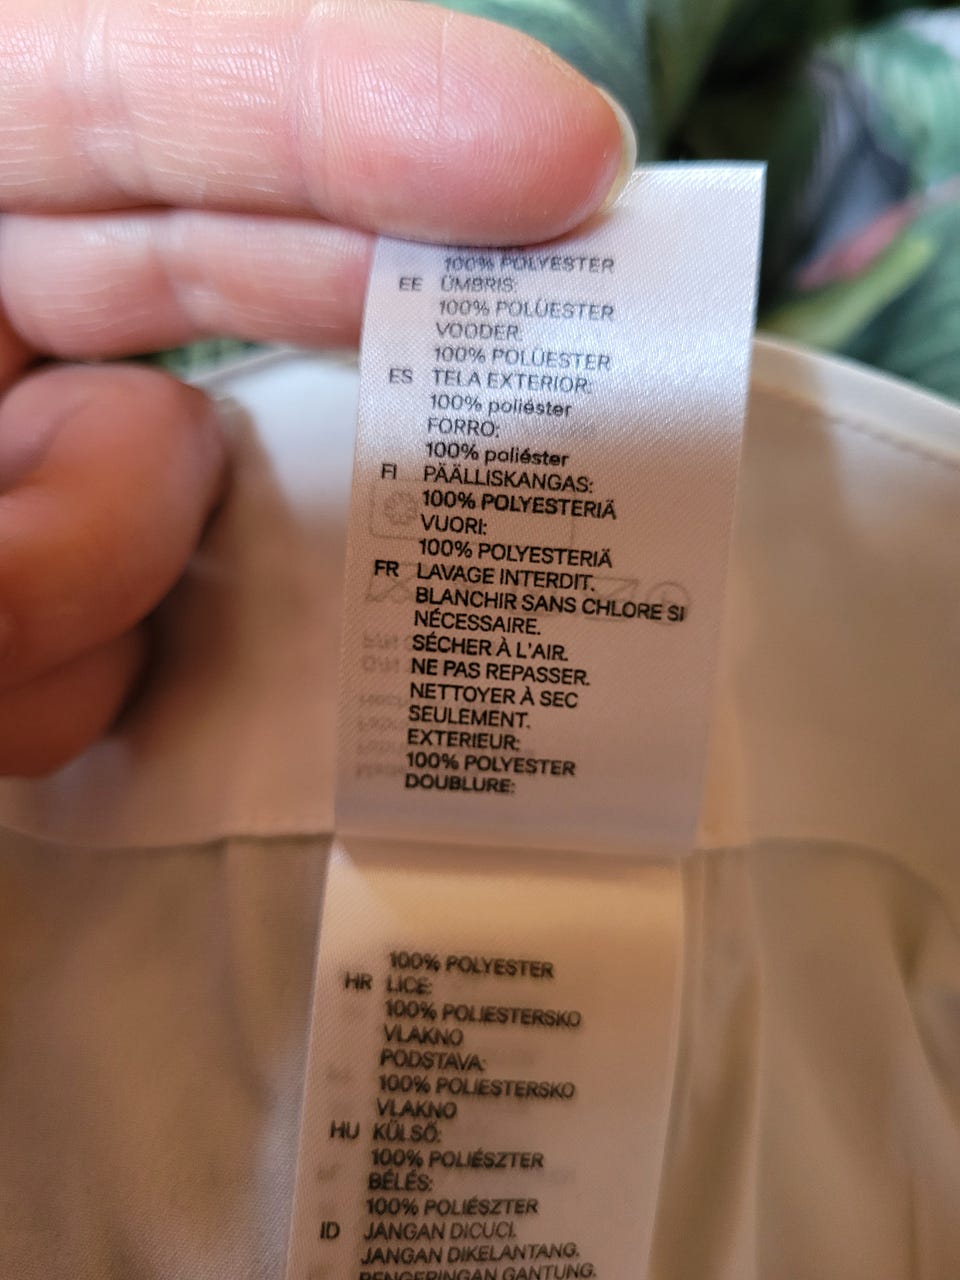 100% POLYESTER
EE ÜMBRIS:
100% POLÜESTER
VOODER:
100% POLÜESTER
ES TELA EXTERIOR:
100% poliéster
FORRO:
100% poliéster
FI PÄÄLLISKANGAS:
100% POLYESTERIÄ
VUORI:
100% POLYESTERIÄ
FR LAVAGE INTERDIT.
BLANCHIR SANS CHLORE SI
NÉCESSAIRE.
SÉCHER À L'AIR.
NE PAS REPASSER.
NETTOYER À SEC
SEULEMENT.
EXTERIEUR:
100% POLYESTER
DOUBLURE:
100% POLYESTER
HR LICE:
100% POLIESTERSKO
VLAKNO
PODSTAVA:
100% POLIESTERSKO
VLAKNO
HU KÜLSŐ:
100% POLIÉSZTER
BÉLÉS:
100% POLIÉSZTER
ID JANGAN DICUCI.
JANGAN DIKELANTANG.
PENGERINGAN GANTUNG.